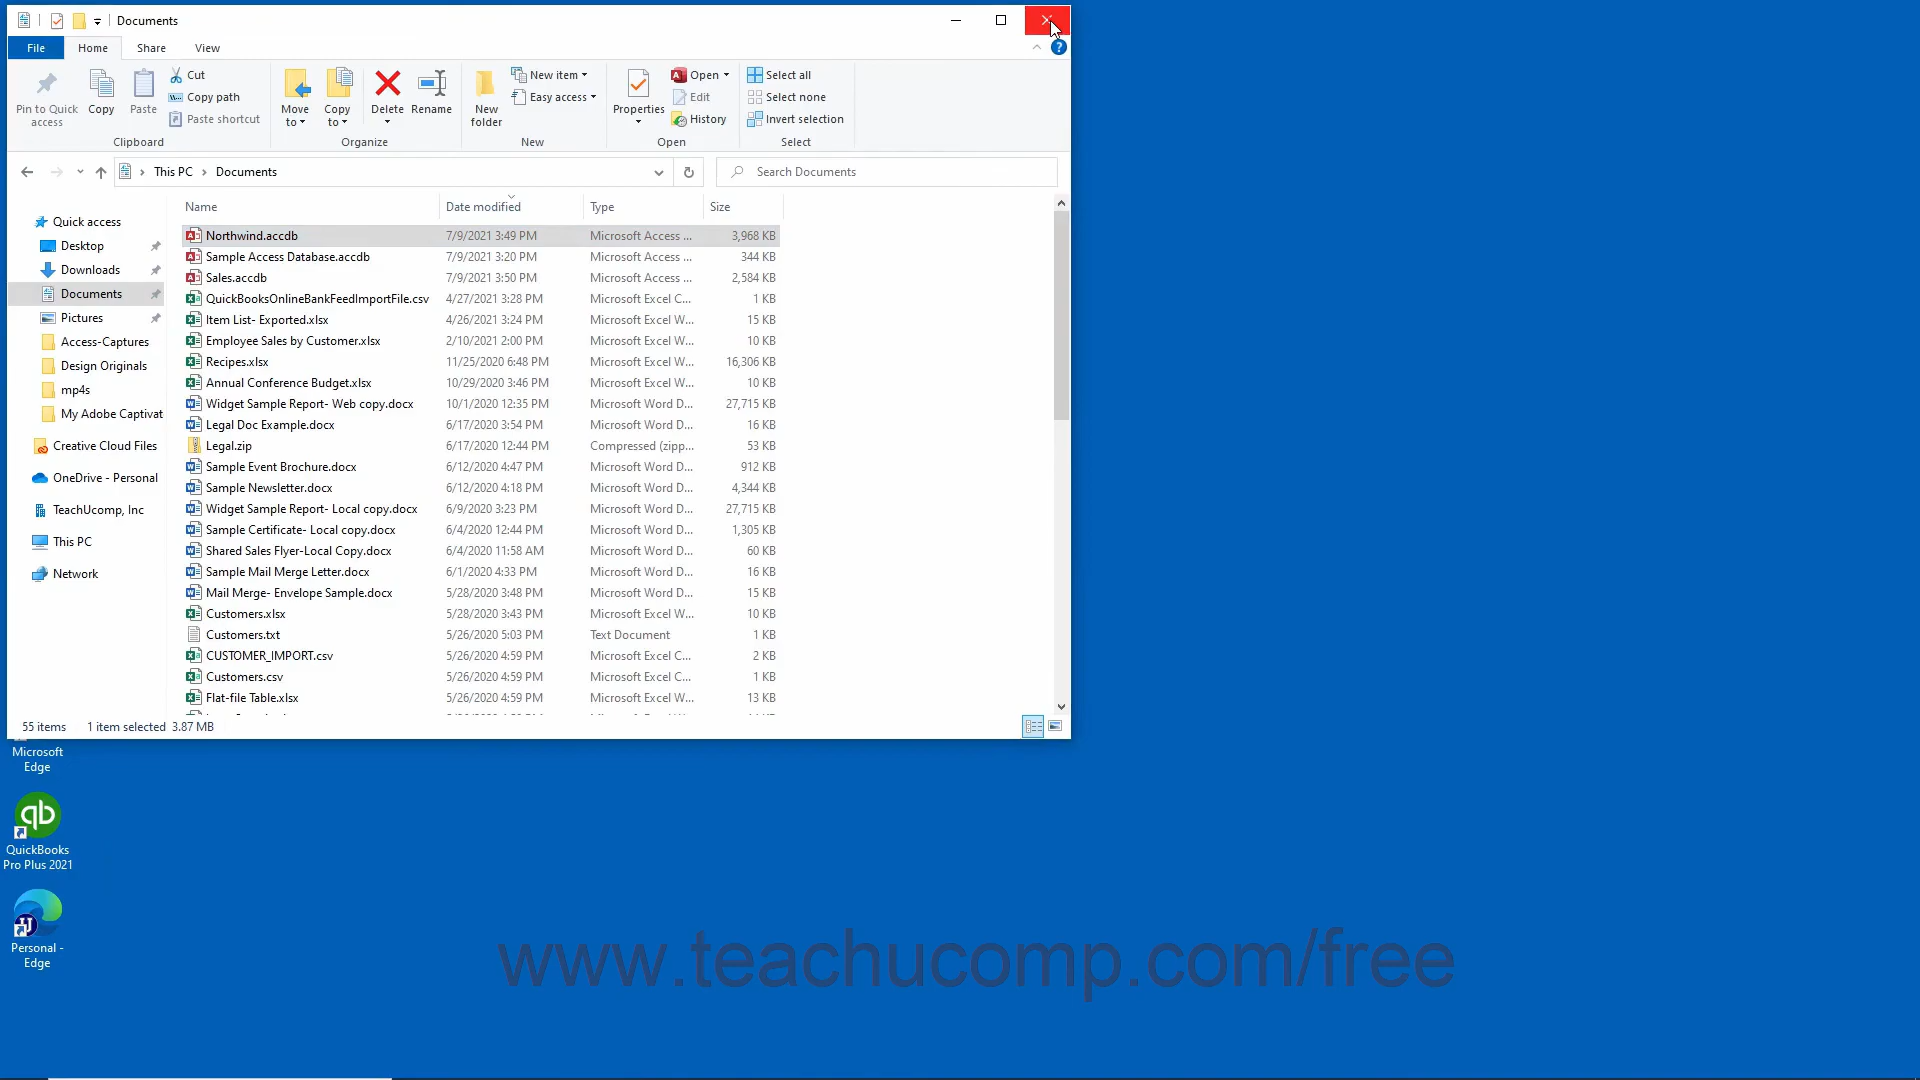 Documents
File Home Share View
Pin to Quick access
Copy
Paste
Cut
Copy path
Paste shortcut
Clipboard
Move to
Copy to
Delete
Rename
Organize
New folder
New item
Easy access
New
Properties
Open
Edit
History
Open
Select all
Select none
Invert selection
Select
This PC > Documents
Search Documents
Quick access
Desktop
Downloads
Documents
Pictures
Access-Captures
Design Originals
mp4s
My Adobe Captivat
Creative Cloud Files
OneDrive - Personal
TeachUcomp, Inc
This PC
Network
Name Date modified Type Size
Northwind.accdb 7/9/2021 3:49 PM Microsoft Access ... 3,968 KB
Sample Access Database.accdb 7/9/2021 3:20 PM Microsoft Access ... 344 KB
Sales.accdb 7/9/2021 3:50 PM Microsoft Access ... 2,584 KB
QuickBooksOnlineBankFeedImportFile.csv 4/27/2021 3:28 PM Microsoft Excel C... 1 KB
Item List- Exported.xlsx 4/26/2021 3:24 PM Microsoft Excel W... 15 KB
Employee Sales by Customer.xlsx 2/10/2021 2:00 PM Microsoft Excel W... 10 KB
Recipes.xlsx 11/25/2020 6:48 PM Microsoft Excel W... 16,306 KB
Annual Conference Budget.xlsx 10/29/2020 3:46 PM Microsoft Excel W... 10 KB
Widget Sample Report- Web copy.docx 10/1/2020 12:35 PM Microsoft Word D... 27,715 KB
Legal Doc Example.docx 6/17/2020 3:54 PM Microsoft Word D... 16 KB
Legal.zip 6/17/2020 12:44 PM Compressed (zipp... 53 KB
Sample Event Brochure.docx 6/12/2020 4:47 PM Microsoft Word D... 912 KB
Sample Newsletter.docx 6/12/2020 4:18 PM Microsoft Word D... 4,344 KB
Widget Sample Report- Local copy.docx 6/9/2020 3:23 PM Microsoft Word D... 27,715 KB
Sample Certificate- Local copy.docx 6/4/2020 12:44 PM Microsoft Word D... 1,305 KB
Shared Sales Flyer-Local Copy.docx 6/4/2020 11:58 AM Microsoft Word D... 60 KB
Sample Mail Merge Letter.docx 6/1/2020 4:33 PM Microsoft Word D... 16 KB
Mail Merge- Envelope Sample.docx 5/28/2020 3:48 PM Microsoft Word D... 15 KB
Customers.xlsx 5/28/2020 3:43 PM Microsoft Excel W... 10 KB
Customers.txt 5/26/2020 5:03 PM Text Document 1 KB
CUSTOMER_IMPORT.csv 5/26/2020 4:59 PM Microsoft Excel C... 2 KB
Customers.csv 5/26/2020 4:59 PM Microsoft Excel C... 1 KB
Flat-file Table.xlsx 5/26/2020 4:59 PM Microsoft Excel W... 13 KB
55 items 1 item selected 3.87 MB
Microsoft
Edge
qb
QuickBooks
Pro Plus 2021
Personal -
Edge
www.teachucomp.com/free